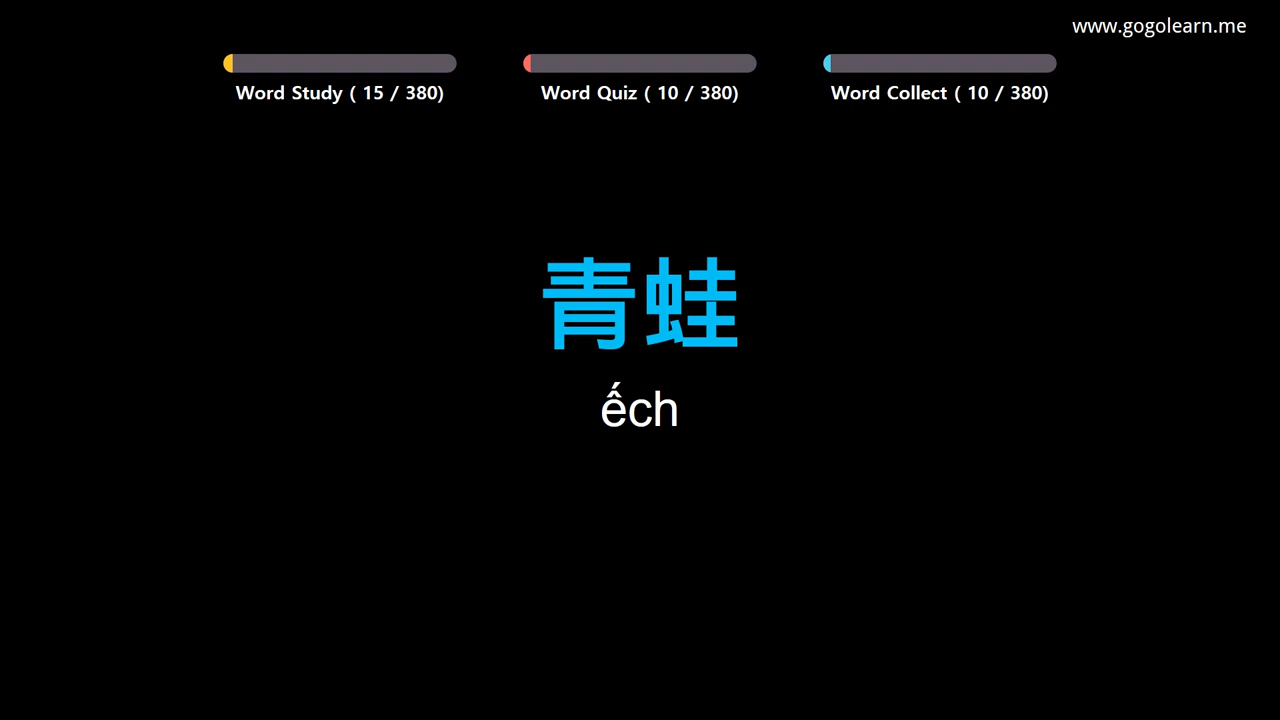 www.gogolearn.me
Word Study ( 15 / 380)
Word Quiz ( 10 / 380)
Word Collect ( 10 / 380)
青蛙
ếch